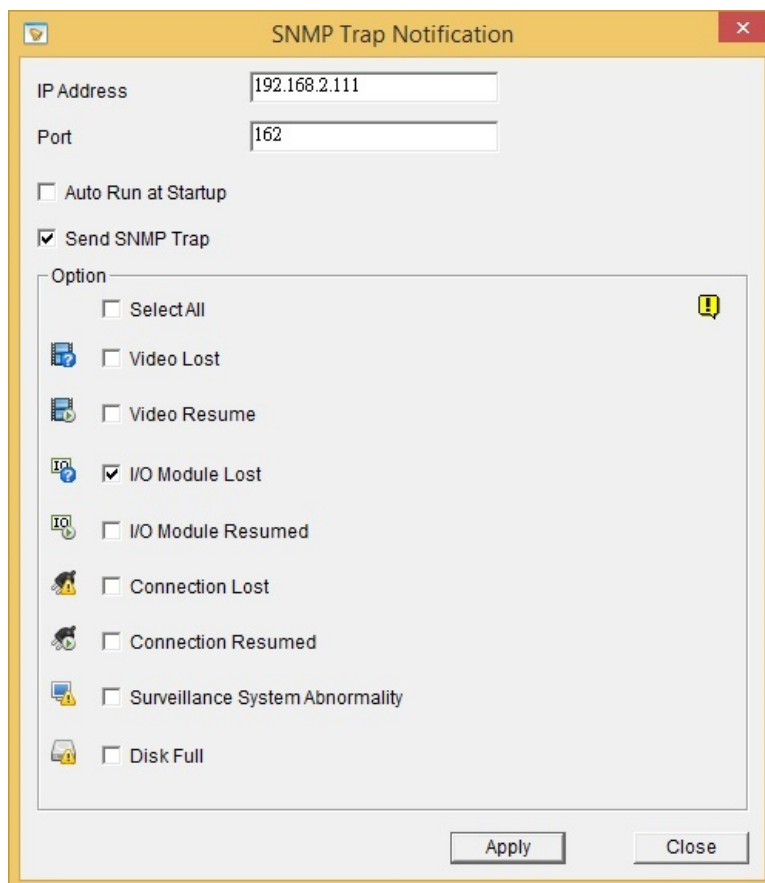 SNMP Trap Notification
IP Address 192.168.2.111
Port 162
Auto Run at Startup
Send SNMP Trap
Option
Select All
Video Lost
Video Resume
I/O Module Lost
I/O Module Resumed
Connection Lost
Connection Resumed
Surveillance System Abnormality
Disk Full
Apply Close